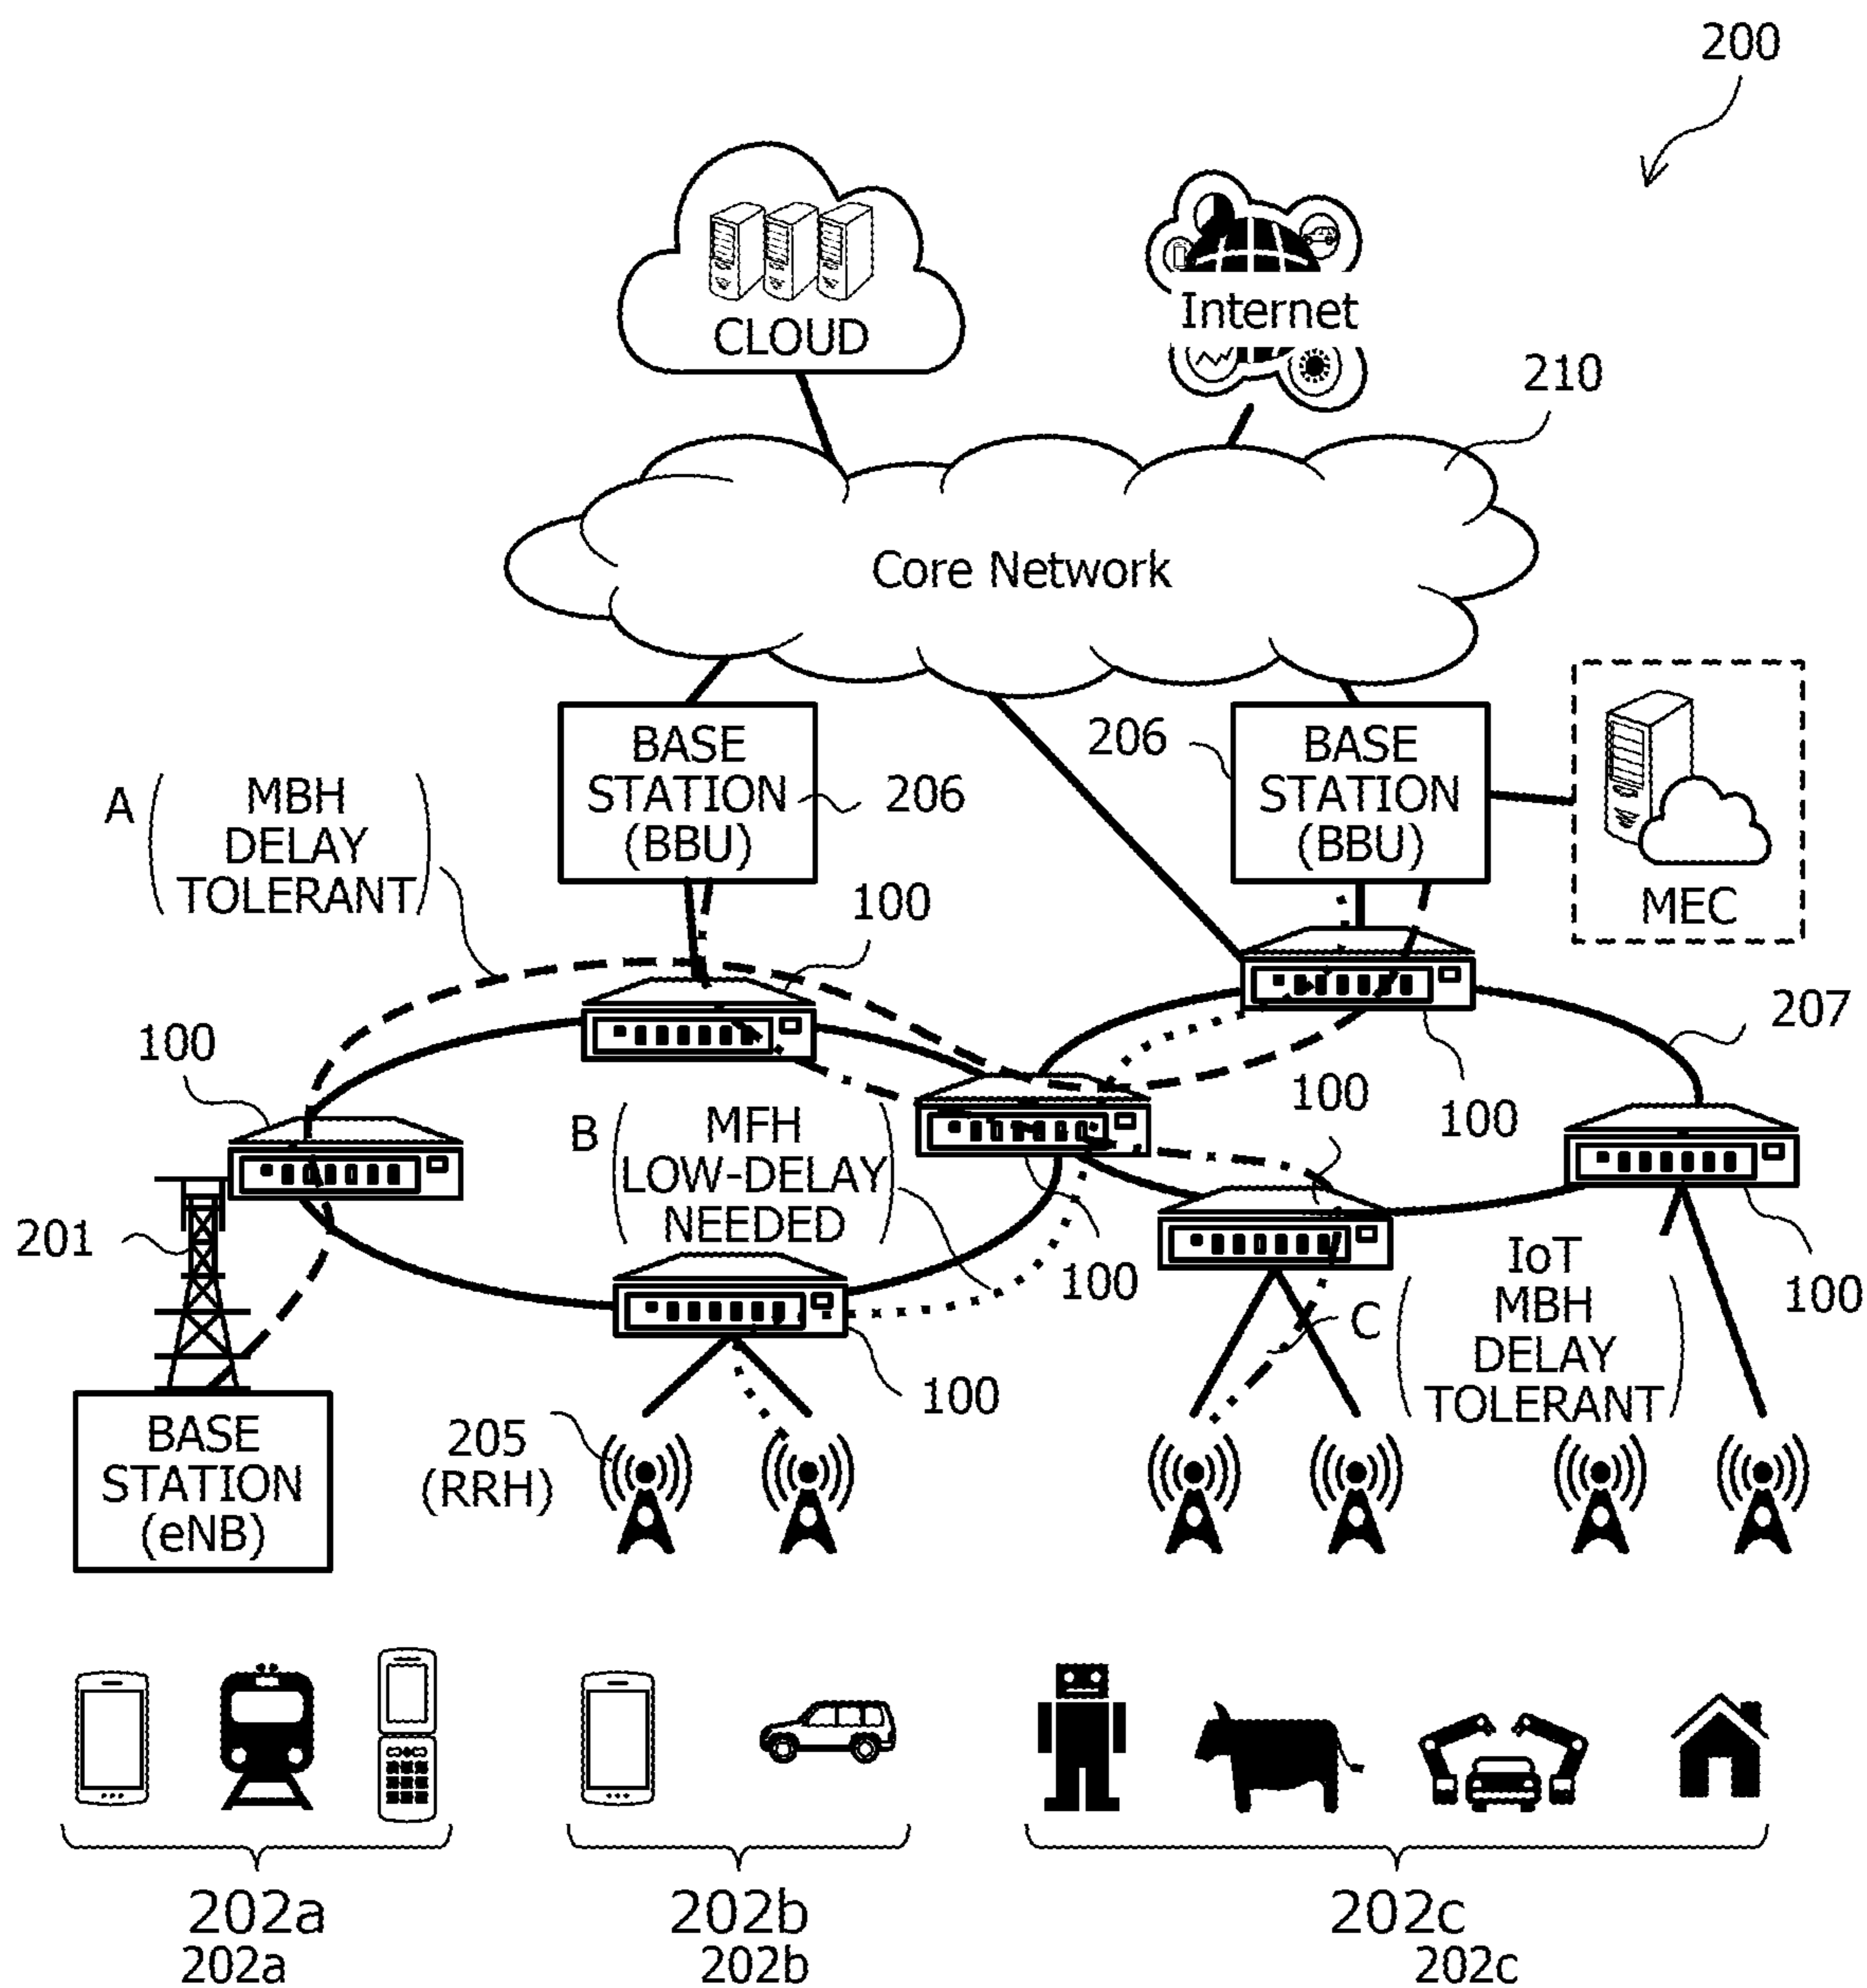 200
CLOUD
Internet
210
Core Network
A
MBH
DELAY
TOLERANT
BASE
STATION
(BBU)
206
206
BASE
STATION
(BBU)
MEC
100
207
100
100
100
B
MFH
LOW-DELAY
NEEDED
201
100
IoT
MBH
DELAY
TOLERANT
C
100
100
205
(RRH)
BASE
STATION
(eNB)
202a
202b
202c
202a
202b
202c